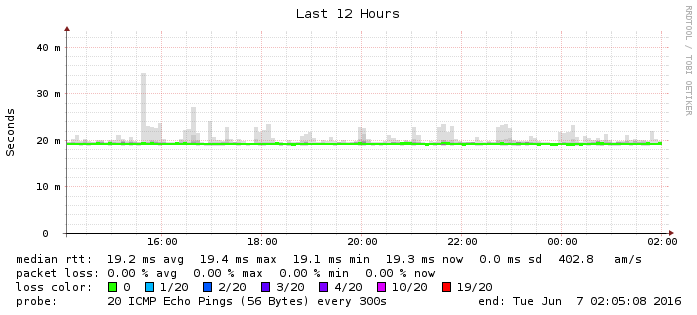 Last 12 Hours
RRDTOOL / TOBI OETIKER
Seconds
40 m
30 m
20 m
10 m
0
16:00 18:00 20:00 22:00 00:00 02:00
median rtt: 19.2 ms avg 19.4 ms max 19.1 ms min 19.3 ms now 0.0 ms sd 402.8 am/s
packet loss: 0.00 % avg 0.00 % max 0.00 % min 0.00 % now
loss color: 0 1/20 2/20 3/20 4/20 10/20 19/20
probe: 20 ICMP Echo Pings (56 Bytes) every 300s end: Tue Jun 7 02:05:08 2016